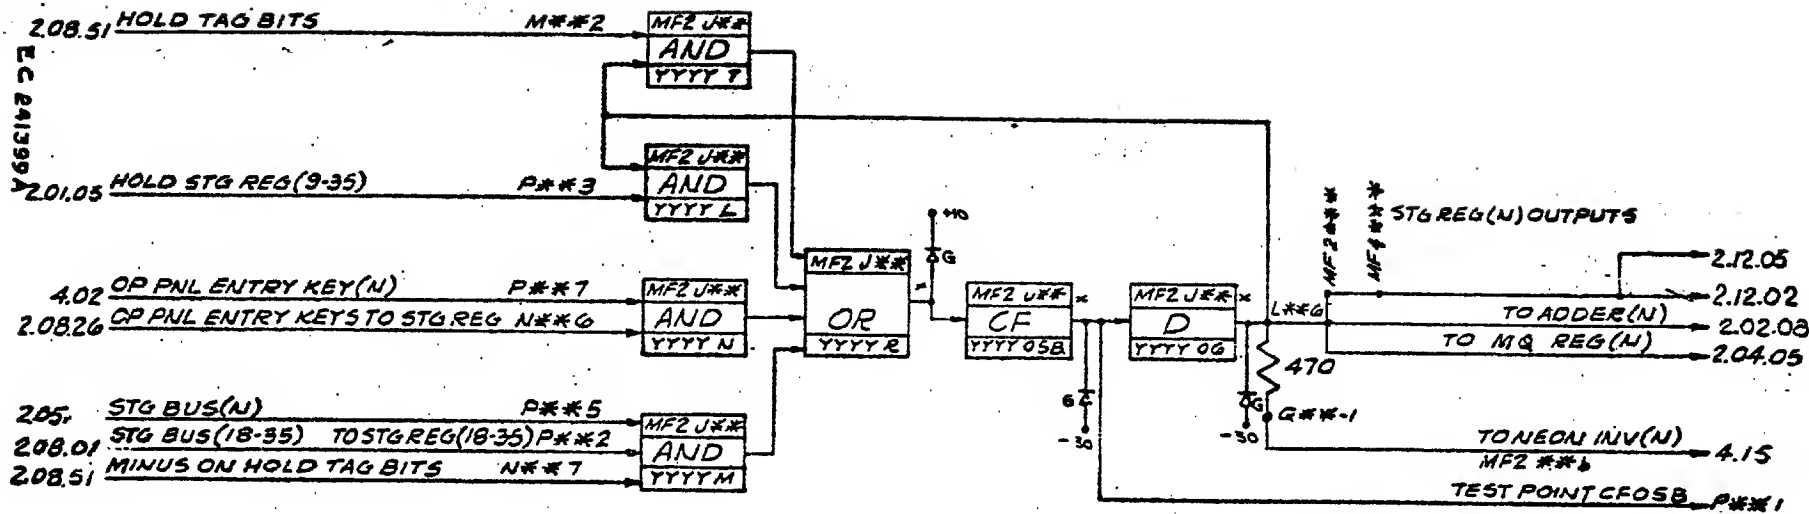 2.08.51 HOLD TAG BITS M**2
MF2 J**
AND
YYYY T
EC 241399A
2.01.05 HOLD STG REG (9-35) P**3
MF2 J**
AND
YYYY L
4.02 OP PNL ENTRY KEY(N) P**7
2.08.26 OP PNL ENTRY KEYS TO STG REG N**6
MF2 J**
AND
YYYY N
2.05. STG BUS(N) P**5
2.08.01 STG BUS(18-35) TO STG REG(18-35) P**2
2.08.51 MINUS ON HOLD TAG BITS N**7
MF2 J**
AND
YYYY M
MF2 J**
OR
YYYY R
+10
G
x
MF2 J** x
CF
YYYY 05B
G
-30
MF2 J** x
D
YYYY 06
G
-30
L**6
470
Q**-1
MF2***
MF4***
STG REG(N) OUTPUTS
2.12.05
2.12.02
TO ADDER(N) 2.02.08
TO MQ REG(N) 2.04.05
TO NEON INV(N) 4.15
MF2 **b
TEST POINT CF05B P**1